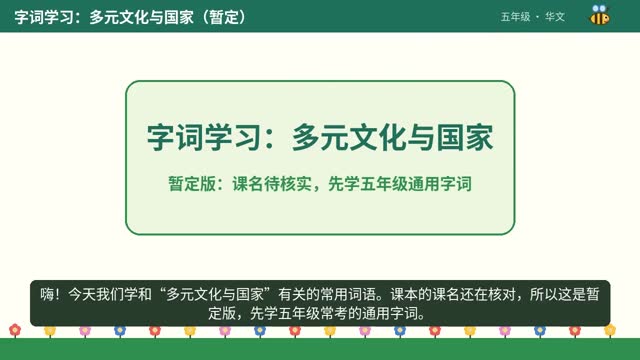 字词学习：多元文化与国家（暂定）
五年级 · 华文
字词学习：多元文化与国家
暂定版：课名待核实，先学五年级通用字词
嗨！今天我们学和“多元文化与国家”有关的常用词语。课本的课名还在核对，所以这是暂
定版，先学五年级常考的通用字词。